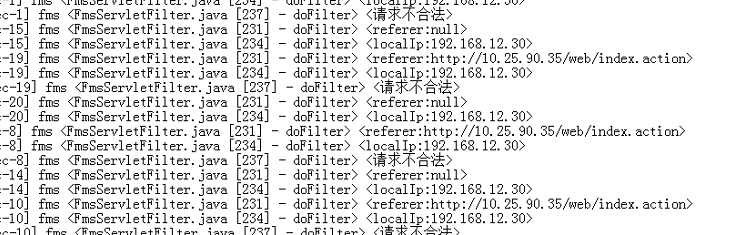 c-1] fms <FmsServletFilter.java [234] - doFilter> <localIp:192.168.12.30>
c-1] fms <FmsServletFilter.java [237] - doFilter> <请求不合法>
c-15] fms <FmsServletFilter.java [231] - doFilter> <referer:null>
c-15] fms <FmsServletFilter.java [234] - doFilter> <localIp:192.168.12.30>
c-19] fms <FmsServletFilter.java [231] - doFilter> <referer:http://10.25.90.35/web/index.action>
c-19] fms <FmsServletFilter.java [234] - doFilter> <localIp:192.168.12.30>
ec-19] fms <FmsServletFilter.java [237] - doFilter> <请求不合法>
c-20] fms <FmsServletFilter.java [231] - doFilter> <referer:null>
c-20] fms <FmsServletFilter.java [234] - doFilter> <localIp:192.168.12.30>
c-8] fms <FmsServletFilter.java [231] - doFilter> <referer:http://10.25.90.35/web/index.action>
c-8] fms <FmsServletFilter.java [234] - doFilter> <localIp:192.168.12.30>
c-8] fms <FmsServletFilter.java [237] - doFilter> <请求不合法>
c-14] fms <FmsServletFilter.java [231] - doFilter> <referer:null>
c-14] fms <FmsServletFilter.java [234] - doFilter> <localIp:192.168.12.30>
c-10] fms <FmsServletFilter.java [231] - doFilter> <referer:http://10.25.90.35/web/index.action>
c-10] fms <FmsServletFilter.java [234] - doFilter> <localIp:192.168.12.30>
ec-10] fms <FmsServletFilter.java [237] - doFilter> <请求不合法>